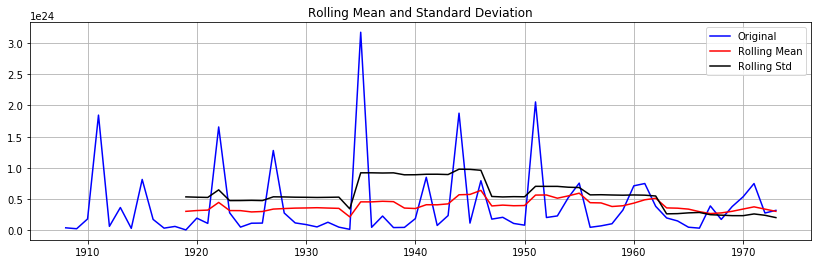 Rolling Mean and Standard Deviation
1e24
3.0
2.5
2.0
1.5
1.0
0.5
0.0
Original
Rolling Mean
Rolling Std
1910 1920 1930 1940 1950 1960 1970